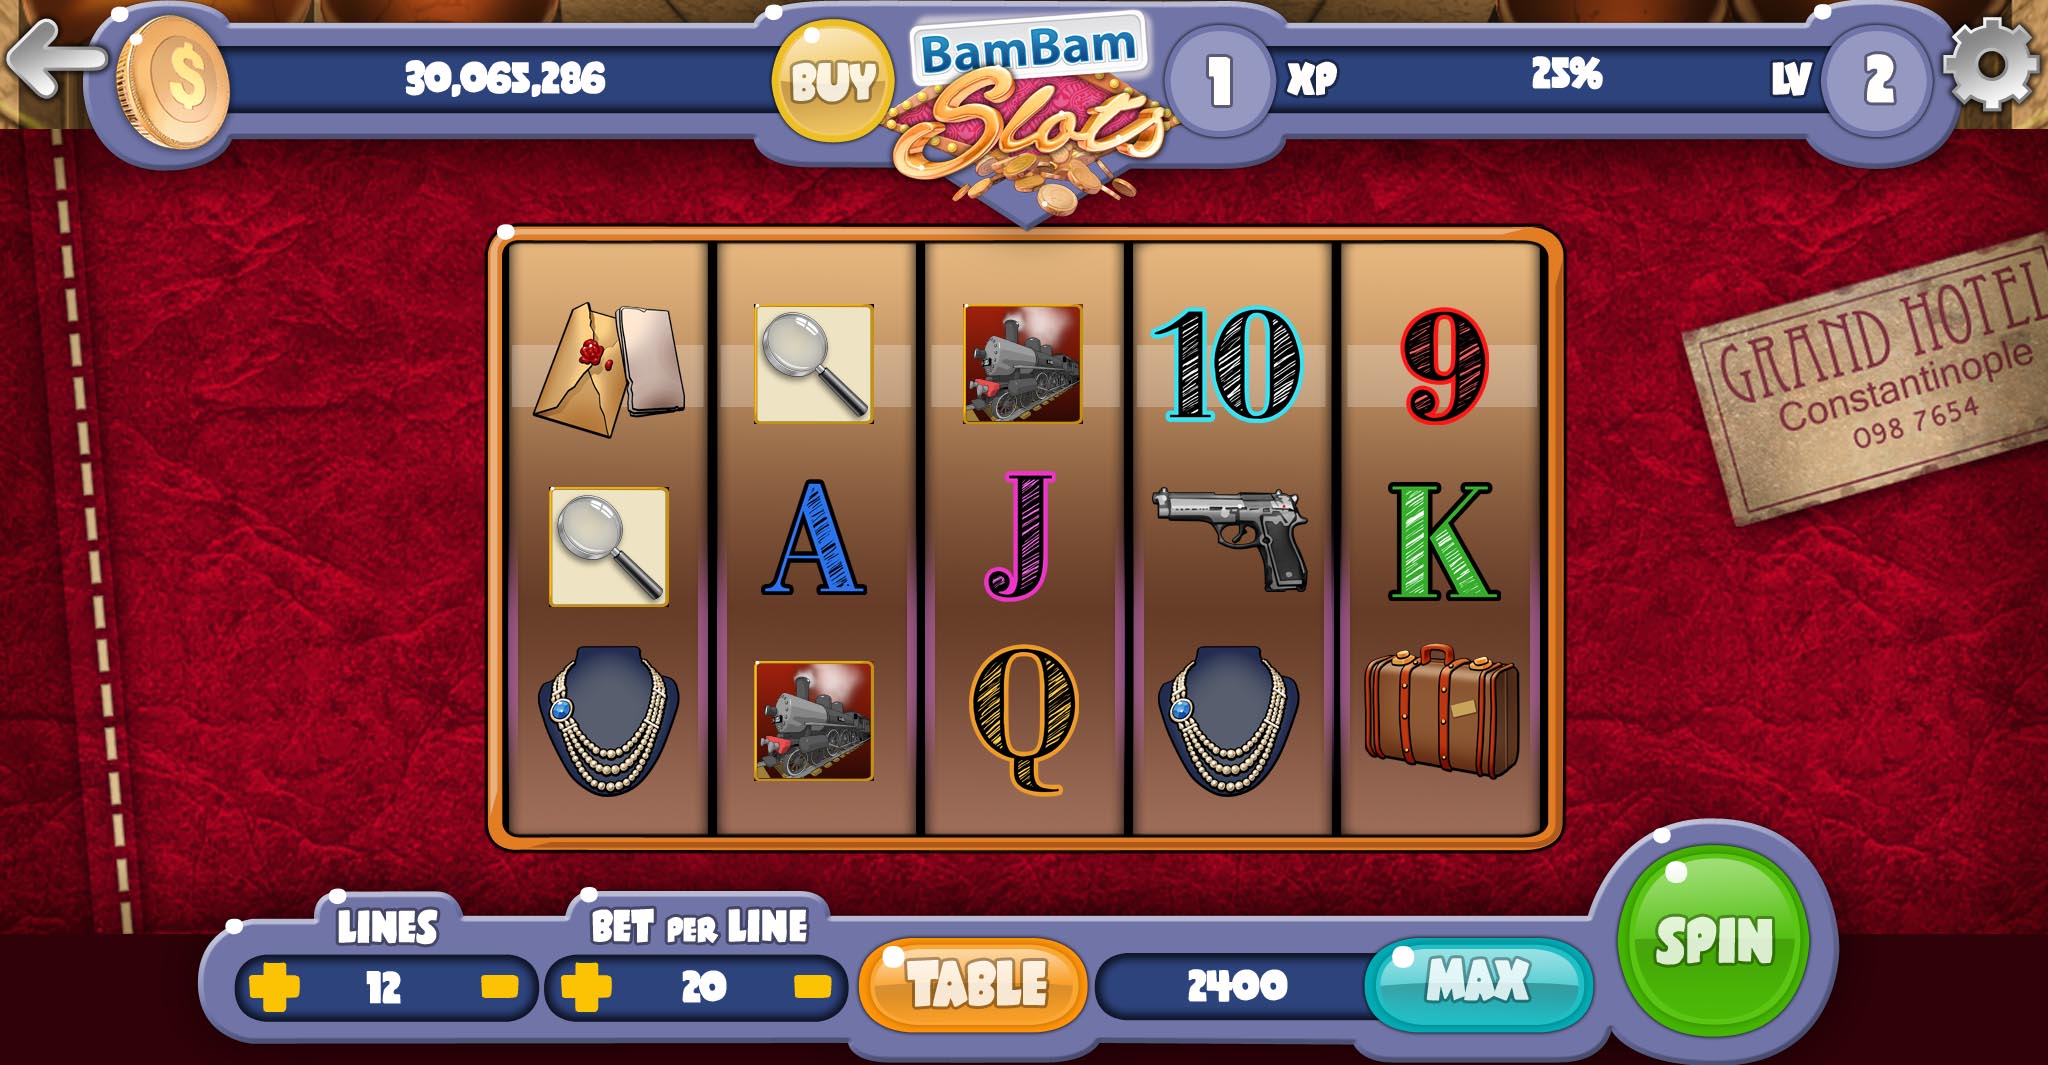 30,065,286
BUY
BamBam
Slots
1
XP
25%
LV
2
$
GRAND HOTEL
Constantinople
098 7654
10
9
A
J
K
Q
LINES
12
BET PER LINE
20
TABLE
2400
MAX
SPIN